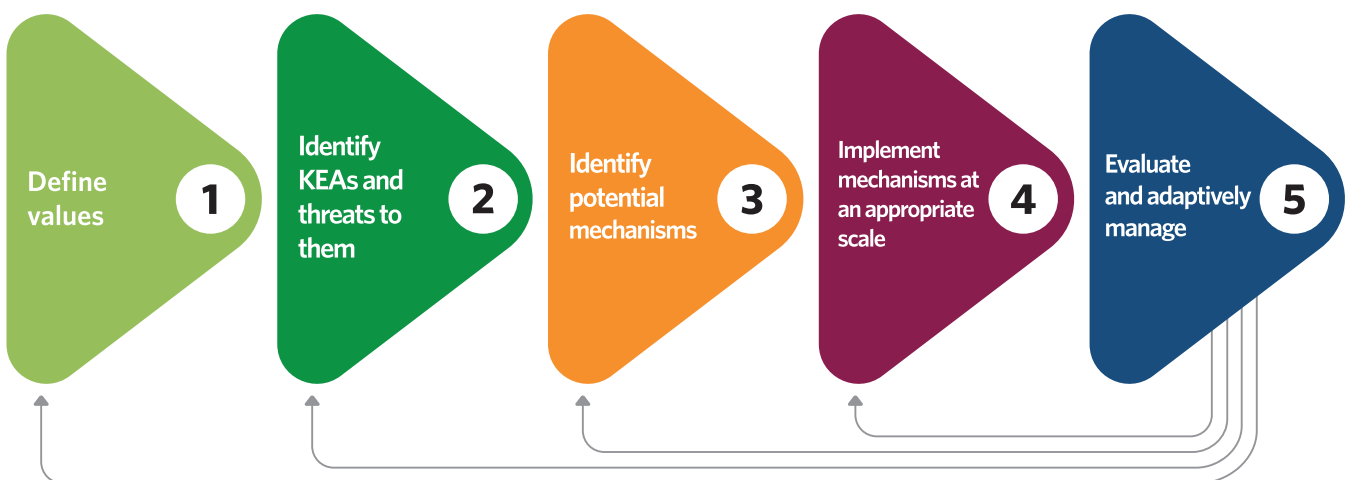 Define
values
1
Identify
KEAs and
threats to
them
2
Identify
potential
mechanisms
3
Implement
mechanisms at
an appropriate
scale
4
Evaluate
and adaptively
manage
5